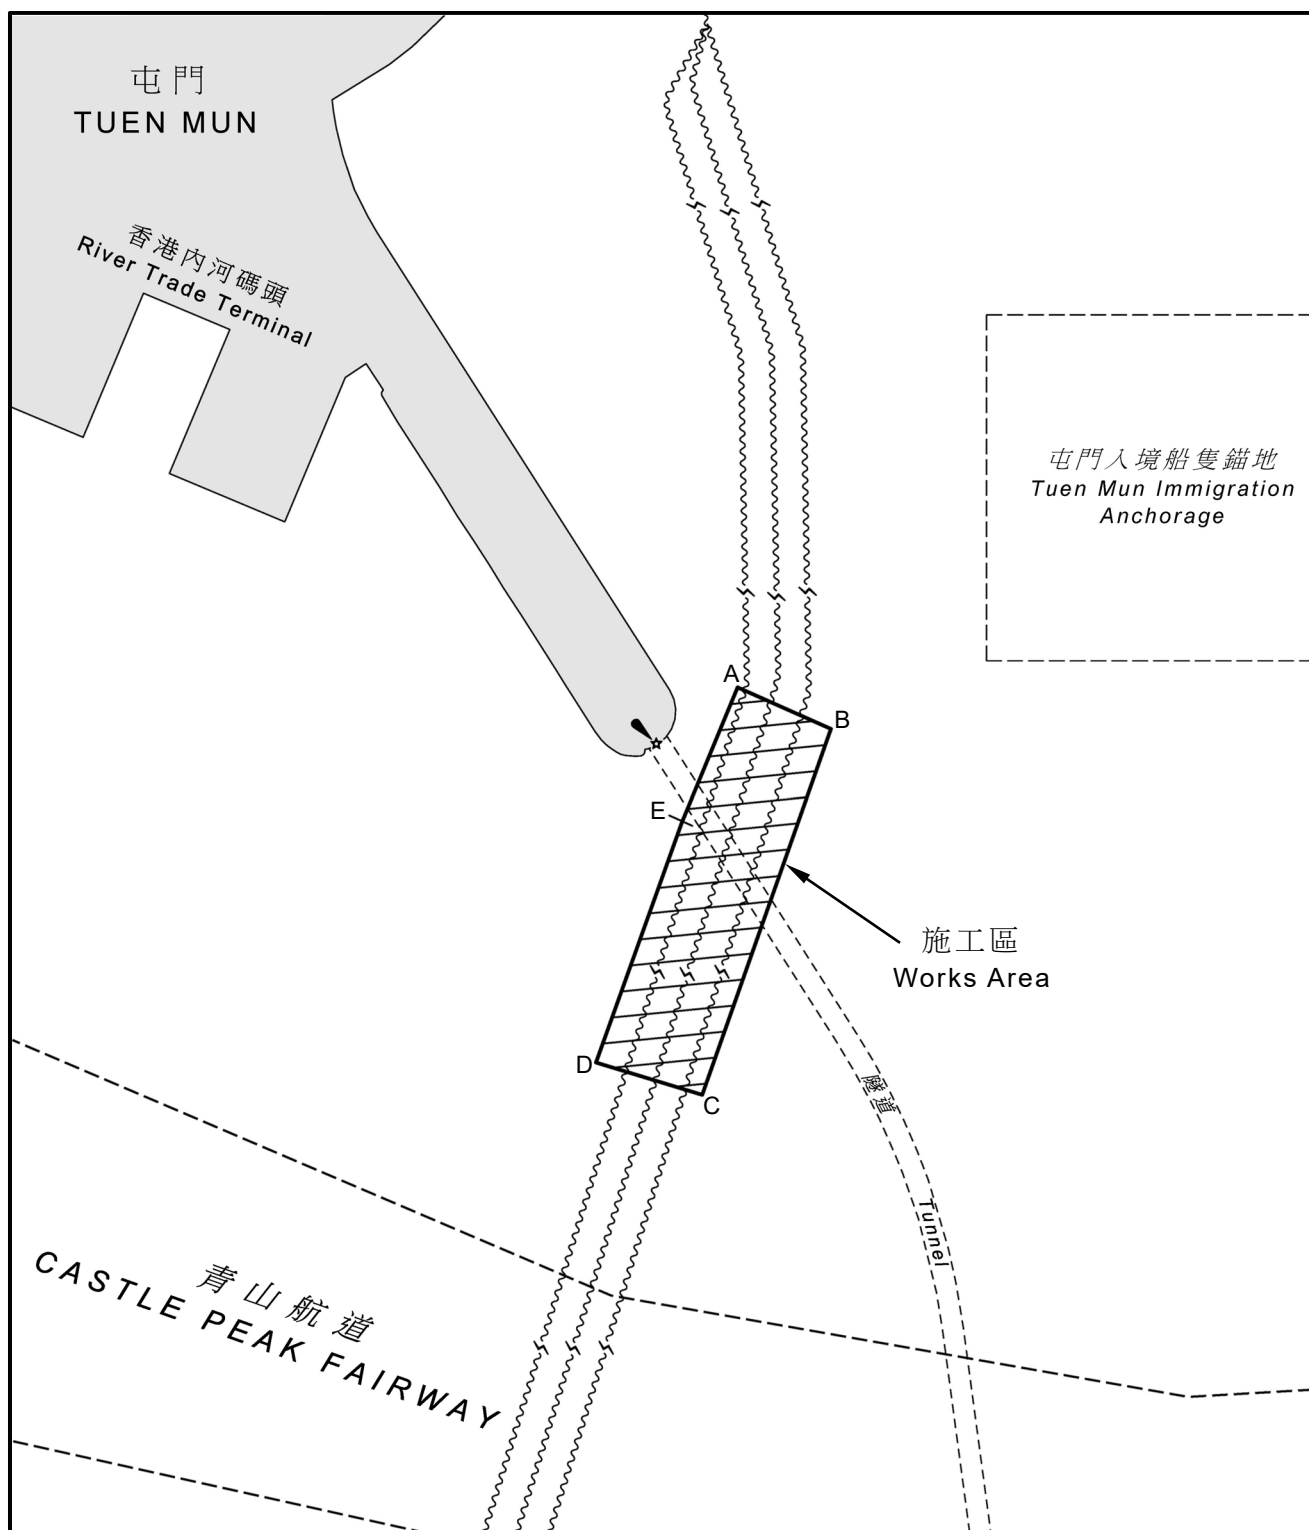 屯門
TUEN MUN
香港內河碼頭
River Trade Terminal
屯門入境船隻錨地
Tuen Mun Immigration
Anchorage
A
B
E
施工區
Works Area
D
C
隧道
Tunnel
青山航道
CASTLE PEAK FAIRWAY